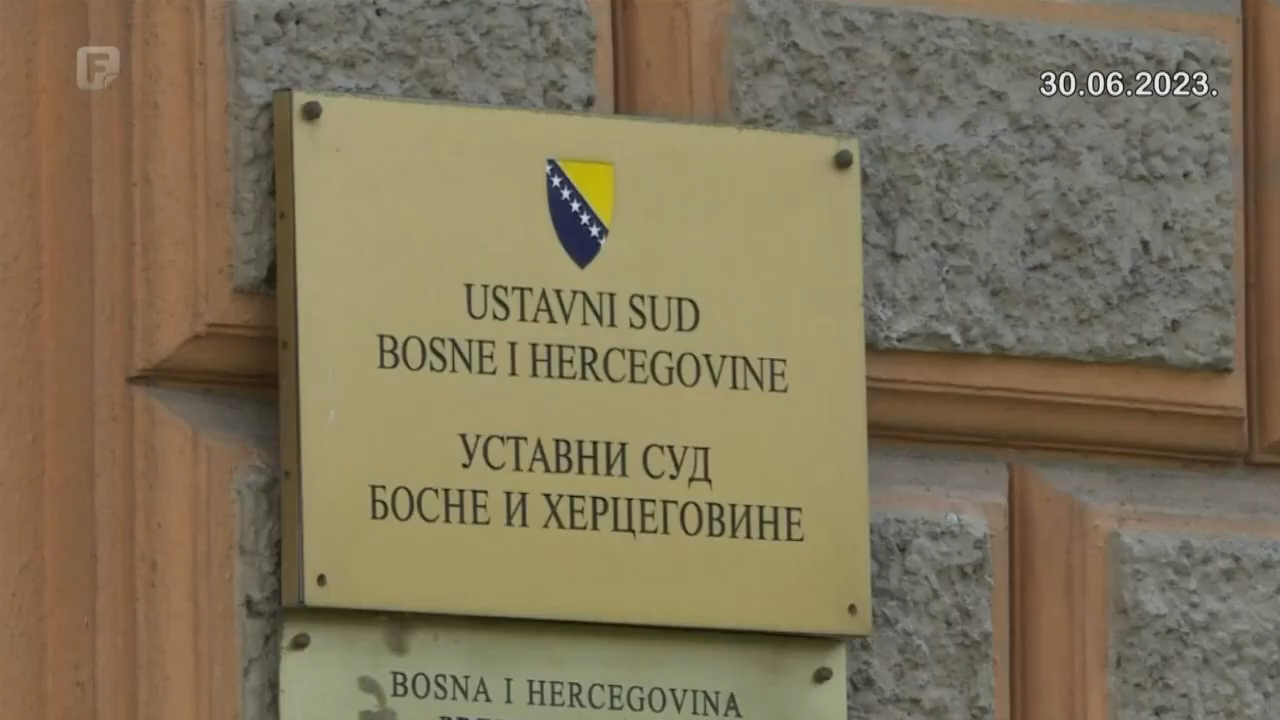 F
30.06.2023.
USTAVNI SUD
BOSNE I HERCEGOVINE
УСТАВНИ СУД
БОСНЕ И ХЕРЦЕГОВИНЕ
BOSNA I HERCEGOVINA